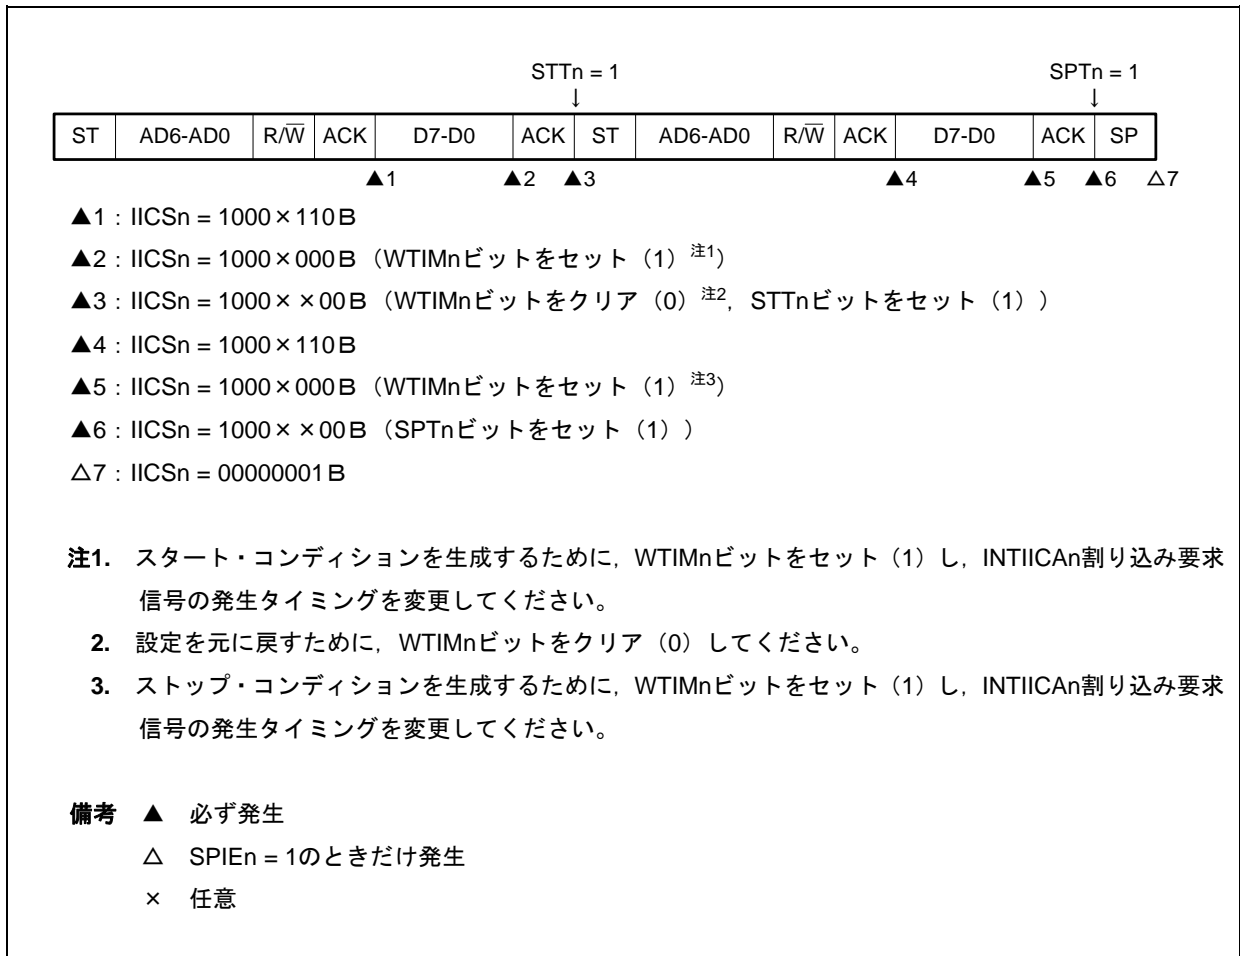 STTn = 1 SPTn = 1
↓ ↓
ST AD6-AD0 R/W̅ ACK D7-D0 ACK ST AD6-AD0 R/W̅ ACK D7-D0 ACK SP
▲1 ▲2 ▲3 ▲4 ▲5 ▲6 △7
▲1：IICSn = 1000×110B
▲2：IICSn = 1000×000B（WTIMnビットをセット（1）注1）
▲3：IICSn = 1000××00B（WTIMnビットをクリア（0）注2，STTnビットをセット（1））
▲4：IICSn = 1000×110B
▲5：IICSn = 1000×000B（WTIMnビットをセット（1）注3）
▲6：IICSn = 1000××00B（SPTnビットをセット（1））
△7：IICSn = 00000001B
注1. スタート・コンディションを生成するために，WTIMnビットをセット（1）し，INTIICAn割り込み要求
信号の発生タイミングを変更してください。
2. 設定を元に戻すために，WTIMnビットをクリア（0）してください。
3. ストップ・コンディションを生成するために，WTIMnビットをセット（1）し，INTIICAn割り込み要求
信号の発生タイミングを変更してください。
備考 ▲ 必ず発生
△ SPIEn = 1のときだけ発生
× 任意